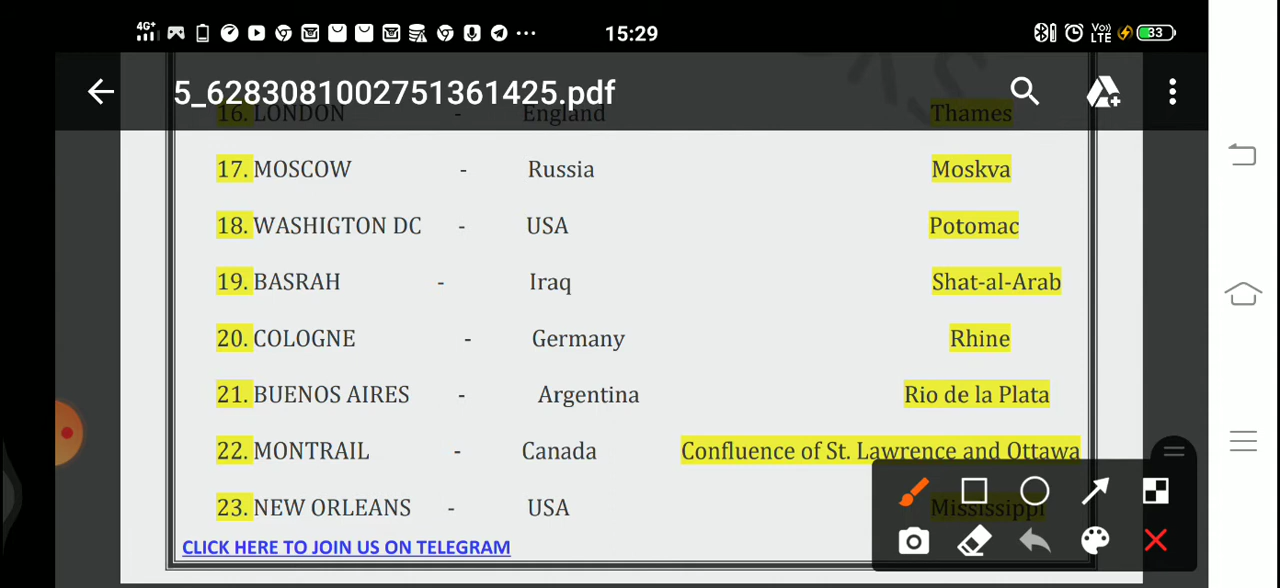 4G+ 15:29 Vo)) LTE 33
5_6283081002751361425.pdf
16. LONDON - England Thames
17. MOSCOW - Russia Moskva
18. WASHIGTON DC - USA Potomac
19. BASRAH - Iraq Shat-al-Arab
20. COLOGNE - Germany Rhine
21. BUENOS AIRES - Argentina Rio de la Plata
22. MONTRAIL - Canada Confluence of St. Lawrence and Ottawa
23. NEW ORLEANS - USA Mississippi
CLICK HERE TO JOIN US ON TELEGRAM